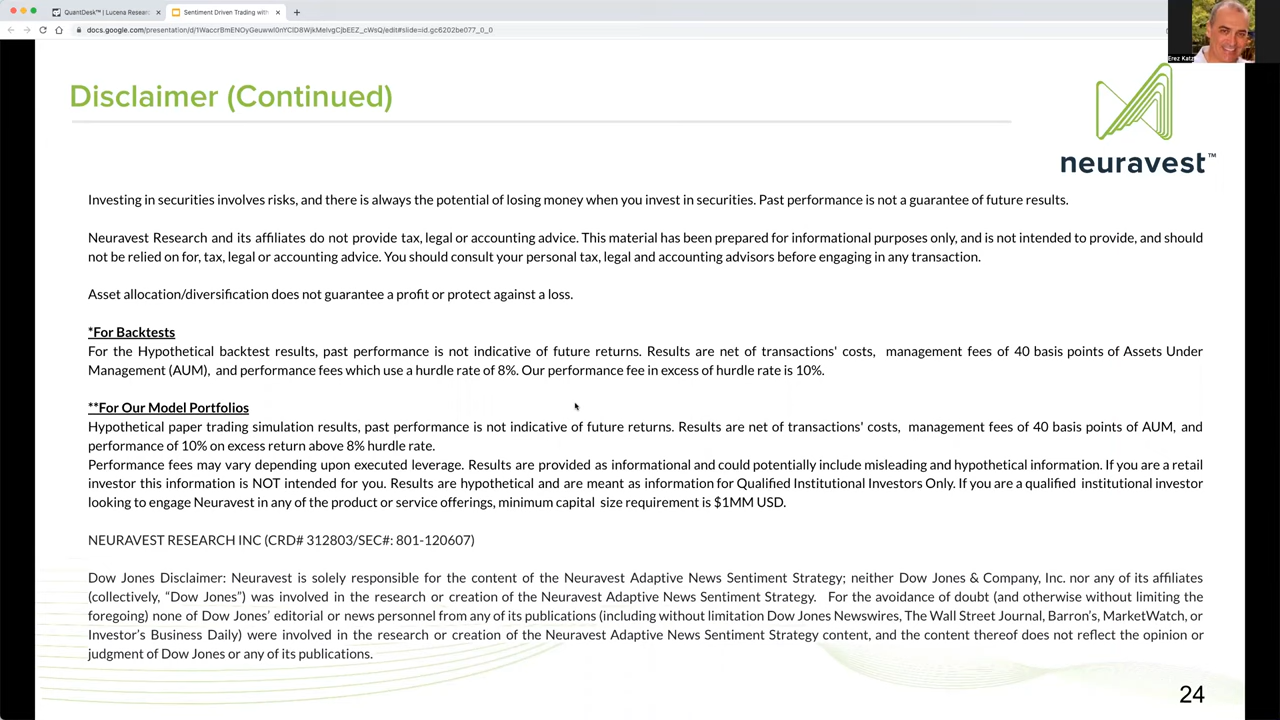 QuantDesk™ | Lucena Resear
Sentiment Driven Trading with
docs.google.com/presentation/d/1WaccrBmENOyGeuwwl0nYClD8WjkMelvgCjbEEZ_cWsQ/edit#slide=id.gc6202be077_0_0
Erez Katz
Disclaimer (Continued)
neuravest™
Investing in securities involves risks, and there is always the potential of losing money when you invest in securities. Past performance is not a guarantee of future results.
Neuravest Research and its affiliates do not provide tax, legal or accounting advice. This material has been prepared for informational purposes only, and is not intended to provide, and should
not be relied on for, tax, legal or accounting advice. You should consult your personal tax, legal and accounting advisors before engaging in any transaction.
Asset allocation/diversification does not guarantee a profit or protect against a loss.
*For Backtests
For the Hypothetical backtest results, past performance is not indicative of future returns. Results are net of transactions' costs, management fees of 40 basis points of Assets Under
Management (AUM), and performance fees which use a hurdle rate of 8%. Our performance fee in excess of hurdle rate is 10%.
**For Our Model Portfolios
Hypothetical paper trading simulation results, past performance is not indicative of future returns. Results are net of transactions' costs, management fees of 40 basis points of AUM, and
performance of 10% on excess return above 8% hurdle rate.
Performance fees may vary depending upon executed leverage. Results are provided as informational and could potentially include misleading and hypothetical information. If you are a retail
investor this information is NOT intended for you. Results are hypothetical and are meant as information for Qualified Institutional Investors Only. If you are a qualified institutional investor
looking to engage Neuravest in any of the product or service offerings, minimum capital size requirement is $1MM USD.
NEURAVEST RESEARCH INC (CRD# 312803/SEC#: 801-120607)
Dow Jones Disclaimer: Neuravest is solely responsible for the content of the Neuravest Adaptive News Sentiment Strategy; neither Dow Jones & Company, Inc. nor any of its affiliates
(collectively, “Dow Jones”) was involved in the research or creation of the Neuravest Adaptive News Sentiment Strategy. For the avoidance of doubt (and otherwise without limiting the
foregoing) none of Dow Jones’ editorial or news personnel from any of its publications (including without limitation Dow Jones Newswires, The Wall Street Journal, Barron’s, MarketWatch, or
Investor’s Business Daily) were involved in the research or creation of the Neuravest Adaptive News Sentiment Strategy content, and the content thereof does not reflect the opinion or
judgment of Dow Jones or any of its publications.
24